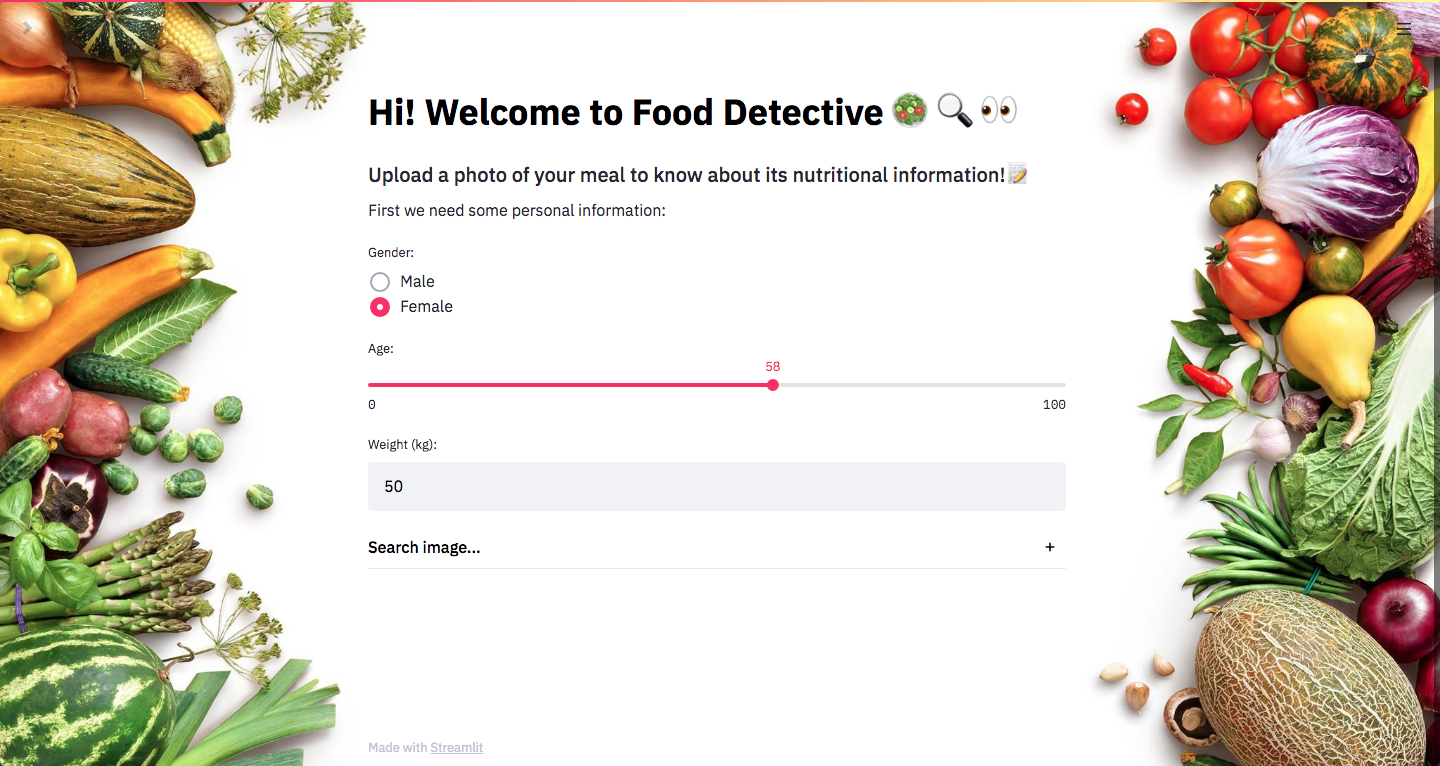 Hi! Welcome to Food Detective 🥗 🔍 👀
Upload a photo of your meal to know about its nutritional information!📝
First we need some personal information:
Gender:
Male
Female
Age:
58
0 100
Weight (kg):
50
Search image...
+
Made with Streamlit